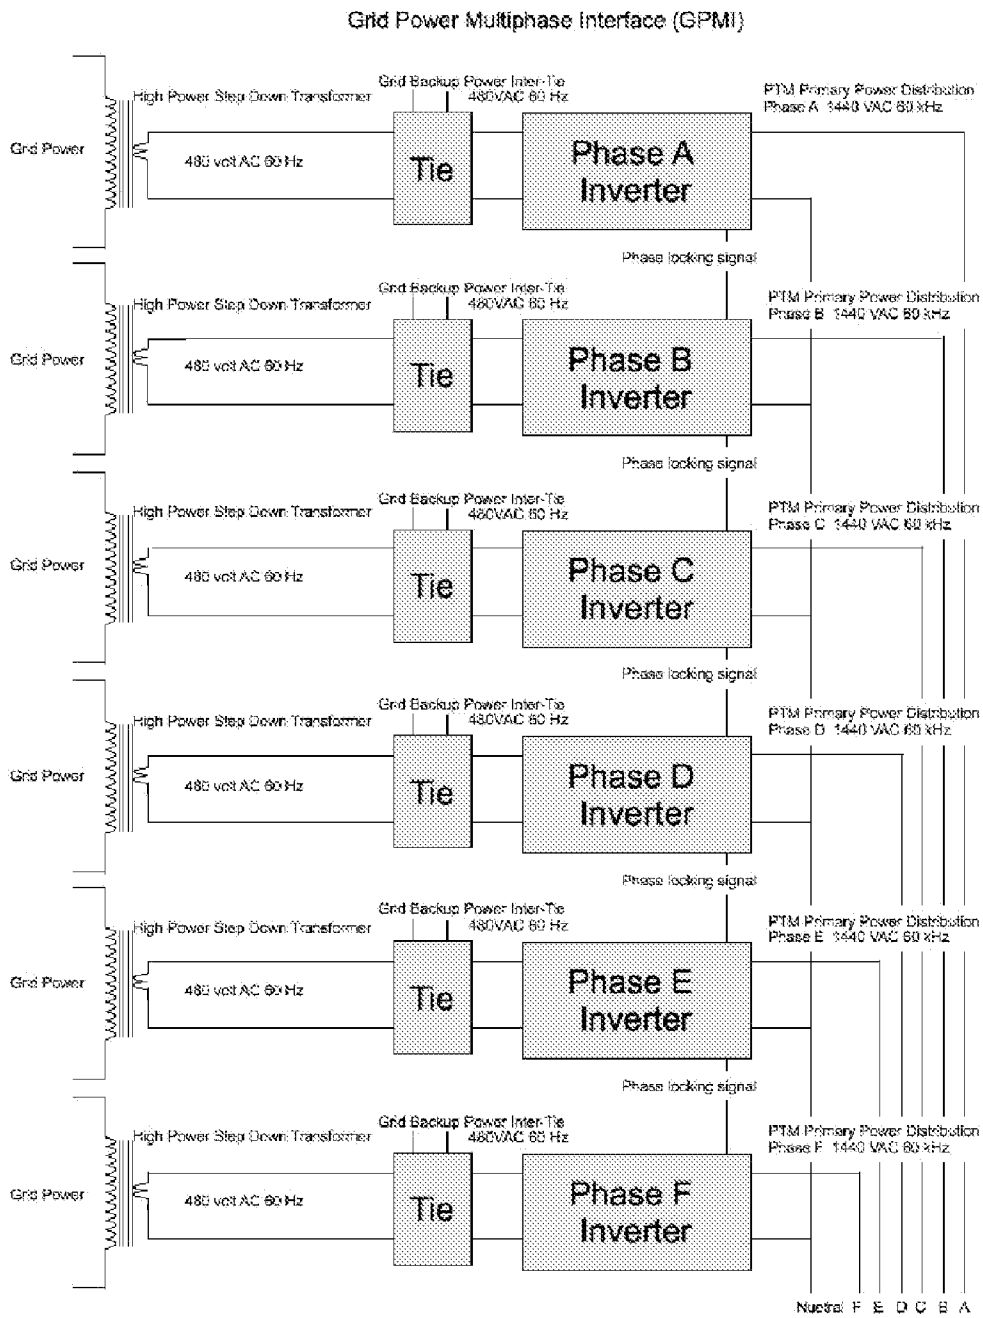 Grid Power Multiphase Interface (GPMI)
Grid Backup Power Inter-Tie
480VAC 60 Hz
High Power Step Down Transformer
PTM Primary Power Distribution
Phase A 1440 VAC 60 kHz
Grid Power
480 volt AC 60 Hz
Tie
Phase A
Inverter
Phase locking signal
Grid Backup Power Inter-Tie
480VAC 60 Hz
High Power Step Down Transformer
PTM Primary Power Distribution
Phase B 1440 VAC 60 kHz
Grid Power
480 volt AC 60 Hz
Tie
Phase B
Inverter
Phase locking signal
Grid Backup Power Inter-Tie
480VAC 60 Hz
High Power Step Down Transformer
PTM Primary Power Distribution
Phase C 1440 VAC 60 kHz
Grid Power
480 volt AC 60 Hz
Tie
Phase C
Inverter
Phase locking signal
Grid Backup Power Inter-Tie
480VAC 60 Hz
High Power Step Down Transformer
PTM Primary Power Distribution
Phase D 1440 VAC 60 kHz
Grid Power
480 volt AC 60 Hz
Tie
Phase D
Inverter
Phase locking signal
Grid Backup Power Inter-Tie
480VAC 60 Hz
High Power Step Down Transformer
PTM Primary Power Distribution
Phase E 1440 VAC 60 kHz
Grid Power
480 volt AC 60 Hz
Tie
Phase E
Inverter
Phase locking signal
Grid Backup Power Inter-Tie
480VAC 60 Hz
High Power Step Down Transformer
PTM Primary Power Distribution
Phase F 1440 VAC 60 kHz
Grid Power
480 volt AC 60 Hz
Tie
Phase F
Inverter
Nuetral F E D C B A